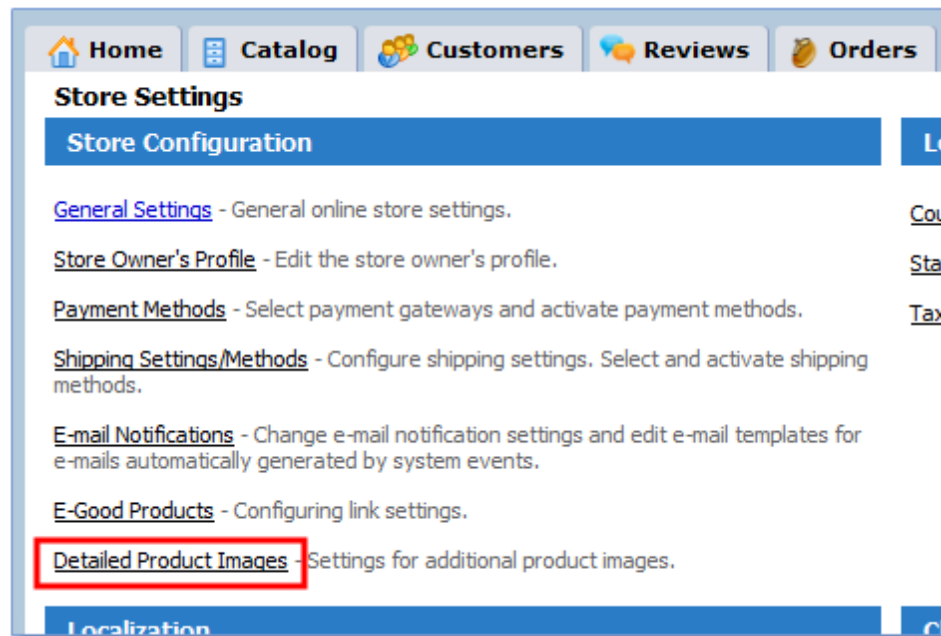 Home Catalog Customers Reviews Orders
Store Settings
Store Configuration
General Settings - General online store settings.
Store Owner's Profile - Edit the store owner's profile.
Payment Methods - Select payment gateways and activate payment methods.
Shipping Settings/Methods - Configure shipping settings. Select and activate shipping
methods.
E-mail Notifications - Change e-mail notification settings and edit e-mail templates for
e-mails automatically generated by system events.
E-Good Products - Configuring link settings.
Detailed Product Images - Settings for additional product images.
Localization